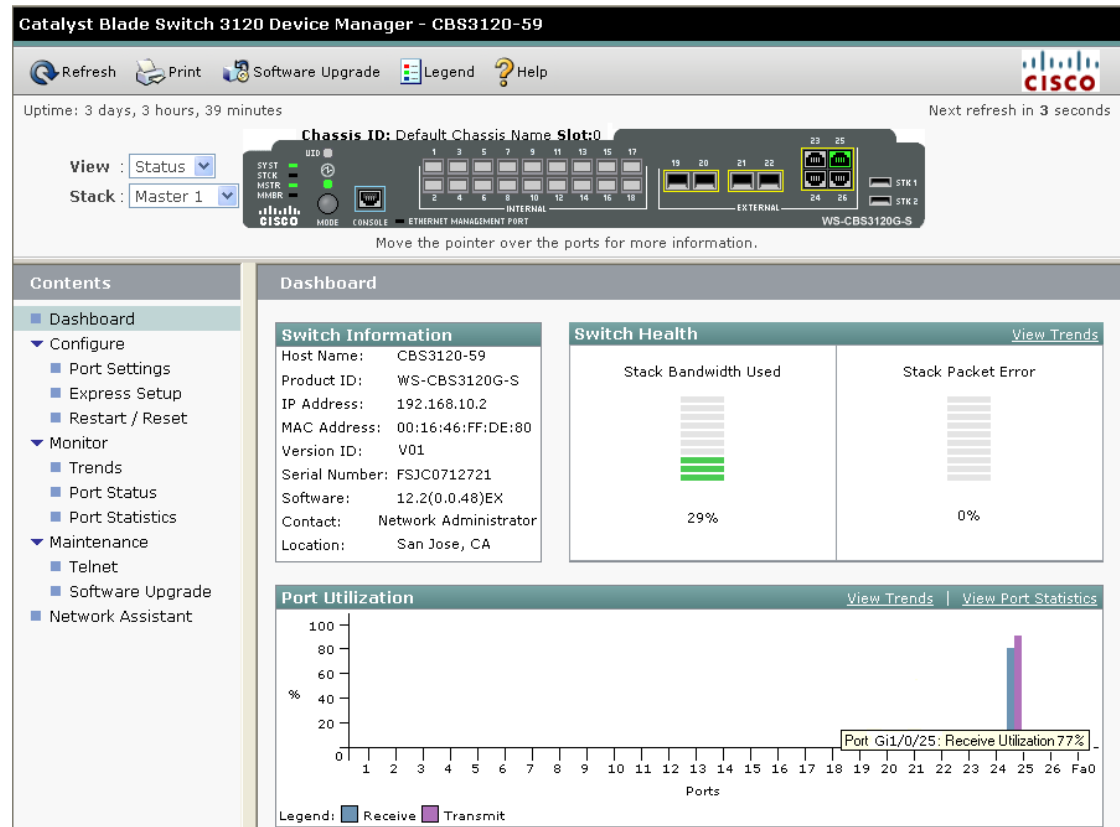 Catalyst Blade Switch 3120 Device Manager - CBS3120-59
Refresh Print Software Upgrade Legend Help
CISCO
Uptime: 3 days, 3 hours, 39 minutes
Next refresh in 3 seconds
Chassis ID: Default Chassis Name Slot:0
View : Status
Stack : Master 1
UID
SYST
STCK
MSTR
MMBR
CISCO
MODE
CONSOLE
1 3 5 7 9 11 13 15 17
2 4 6 8 10 12 14 16 18
INTERNAL
ETHERNET MANAGEMENT PORT
19 20 21 22
EXTERNAL
23 25
24 26
STK 1
STK 2
WS-CBS3120G-S
Move the pointer over the ports for more information.
Contents
Dashboard
Configure
Port Settings
Express Setup
Restart / Reset
Monitor
Trends
Port Status
Port Statistics
Maintenance
Telnet
Software Upgrade
Network Assistant
Dashboard
Switch Information
Host Name: CBS3120-59
Product ID: WS-CBS3120G-S
IP Address: 192.168.10.2
MAC Address: 00:16:46:FF:DE:80
Version ID: V01
Serial Number: FSJC0712721
Software: 12.2(0.0.48)EX
Contact: Network Administrator
Location: San Jose, CA
Switch Health View Trends
Stack Bandwidth Used
29%
Stack Packet Error
0%
Port Utilization View Trends | View Port Statistics
100
80
60
%
40
20
0
Port Gi1/0/25: Receive Utilization 77%
1 2 3 4 5 6 7 8 9 10 11 12 13 14 15 16 17 18 19 20 21 22 23 24 25 26 Fa0
Ports
Legend: Receive Transmit